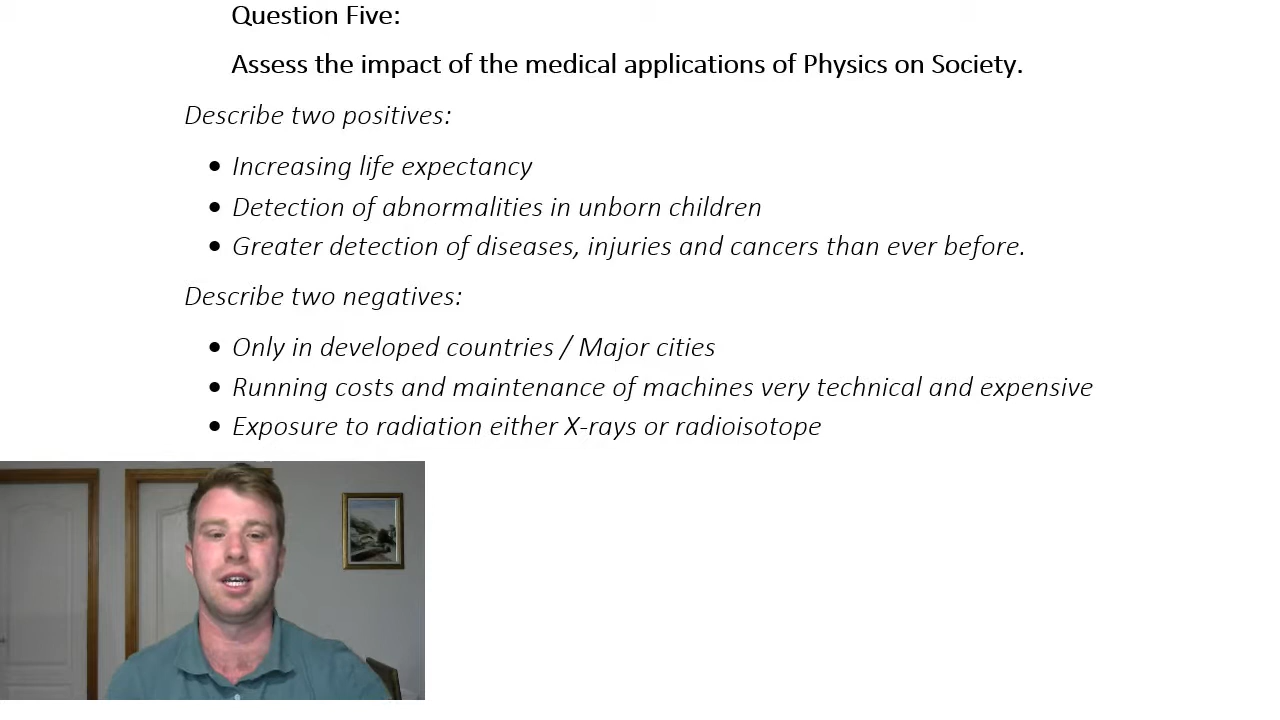 Question Five:
Assess the impact of the medical applications of Physics on Society.
Describe two positives:
• Increasing life expectancy
• Detection of abnormalities in unborn children
• Greater detection of diseases, injuries and cancers than ever before.
Describe two negatives:
• Only in developed countries / Major cities
• Running costs and maintenance of machines very technical and expensive
• Exposure to radiation either X-rays or radioisotope